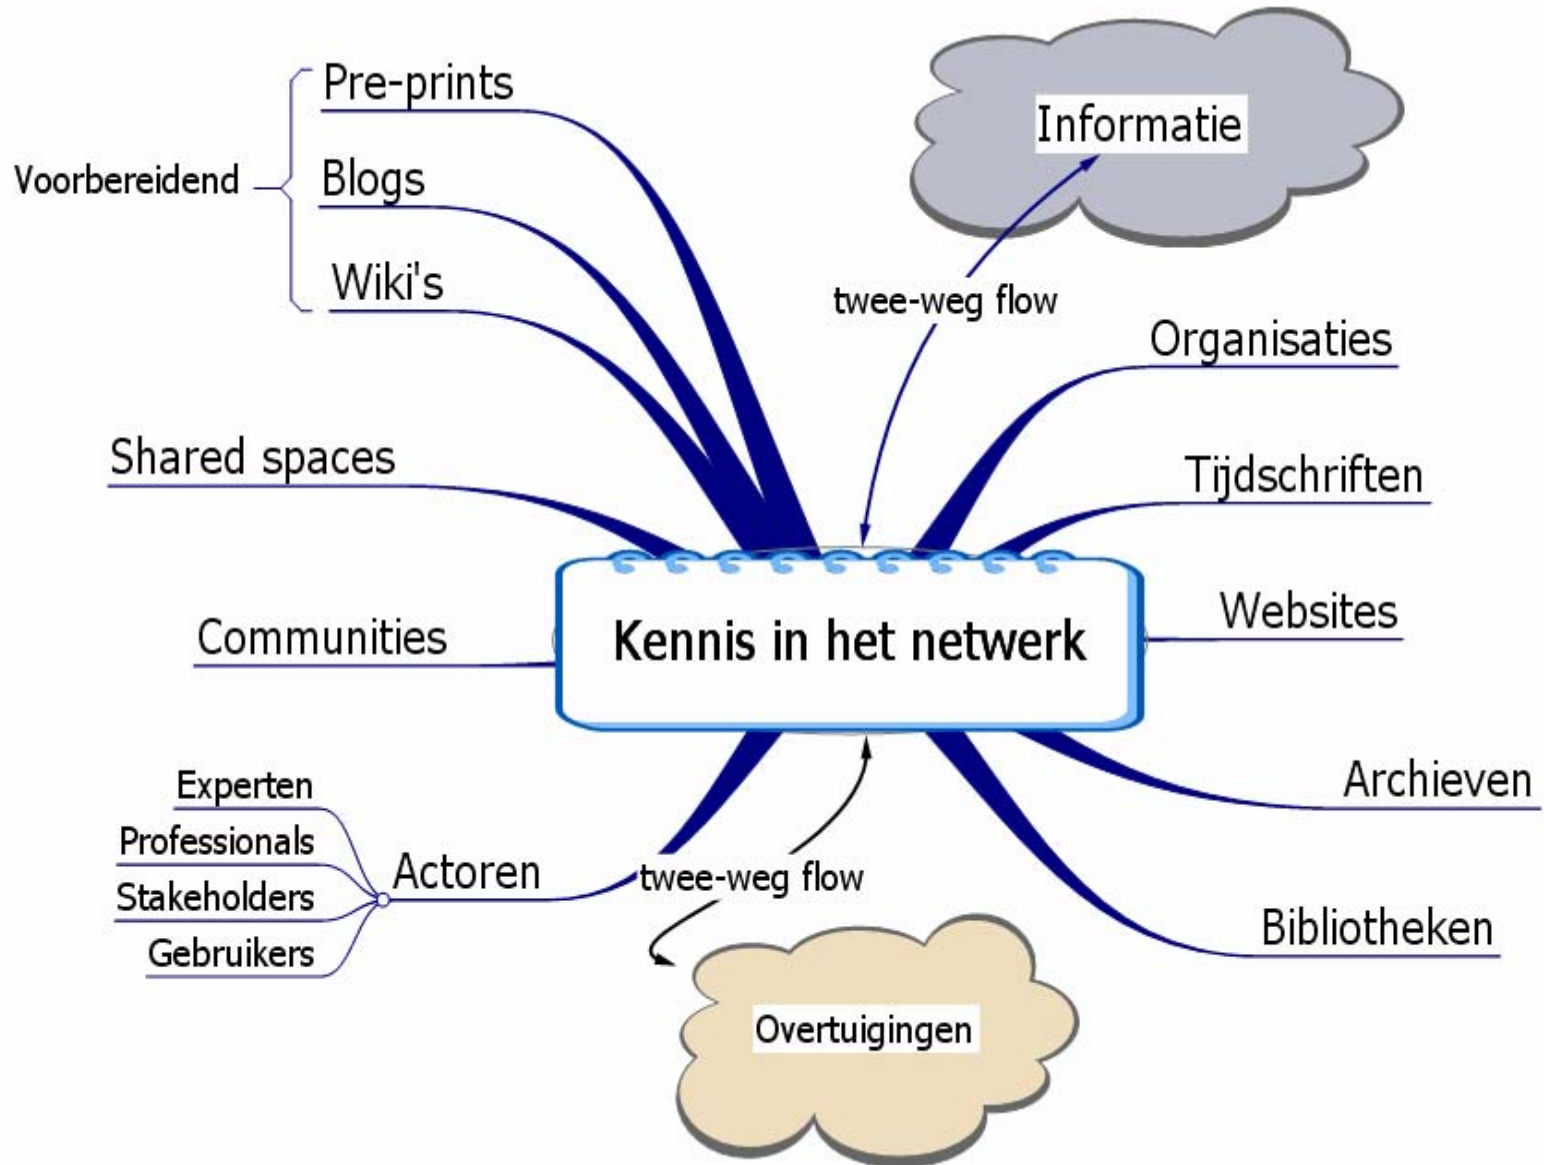 Pre-prints
Informatie
Voorbereidend
Blogs
Wiki's
twee-weg flow
Organisaties
Shared spaces
Tijdschriften
Communities
Kennis in het netwerk
Websites
Experten
Professionals
Stakeholders
Gebruikers
Actoren
twee-weg flow
Archieven
Bibliotheken
Overtuigingen